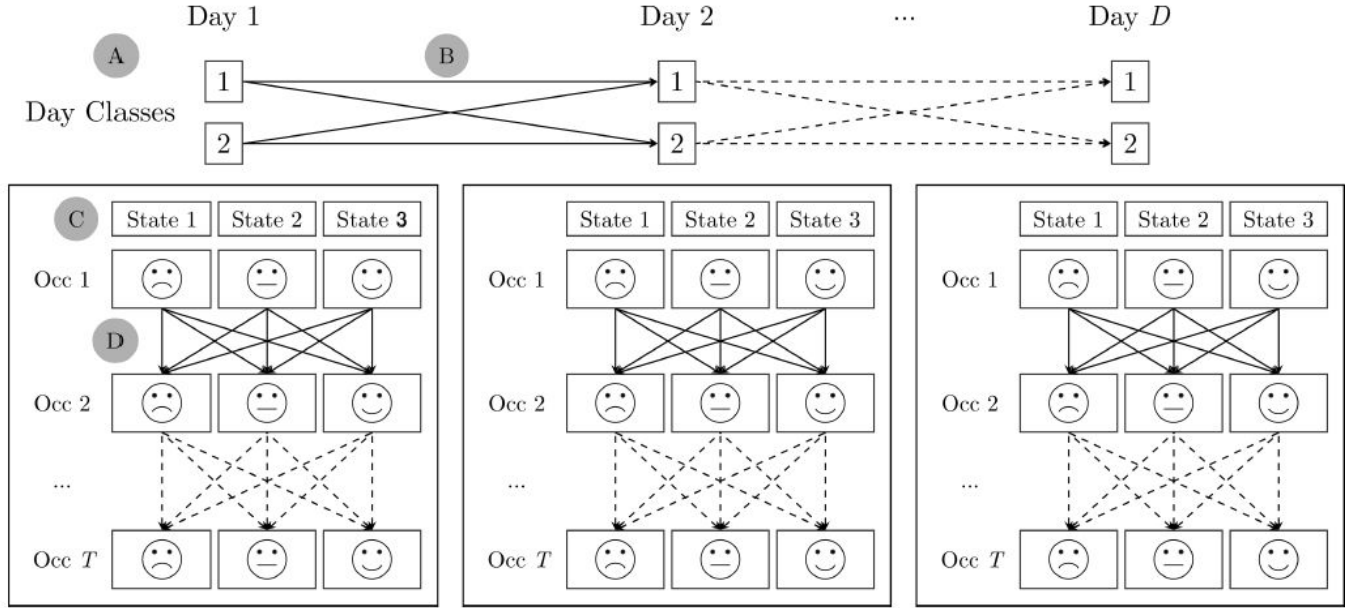 Day 1 Day 2 ... Day D
A B
1 1 1
Day Classes
2 2 2
C State 1 State 2 State 3 State 1 State 2 State 3 State 1 State 2 State 3
Occ 1 Occ 1 Occ 1
D
Occ 2 Occ 2 Occ 2
... ... ...
Occ T Occ T Occ T